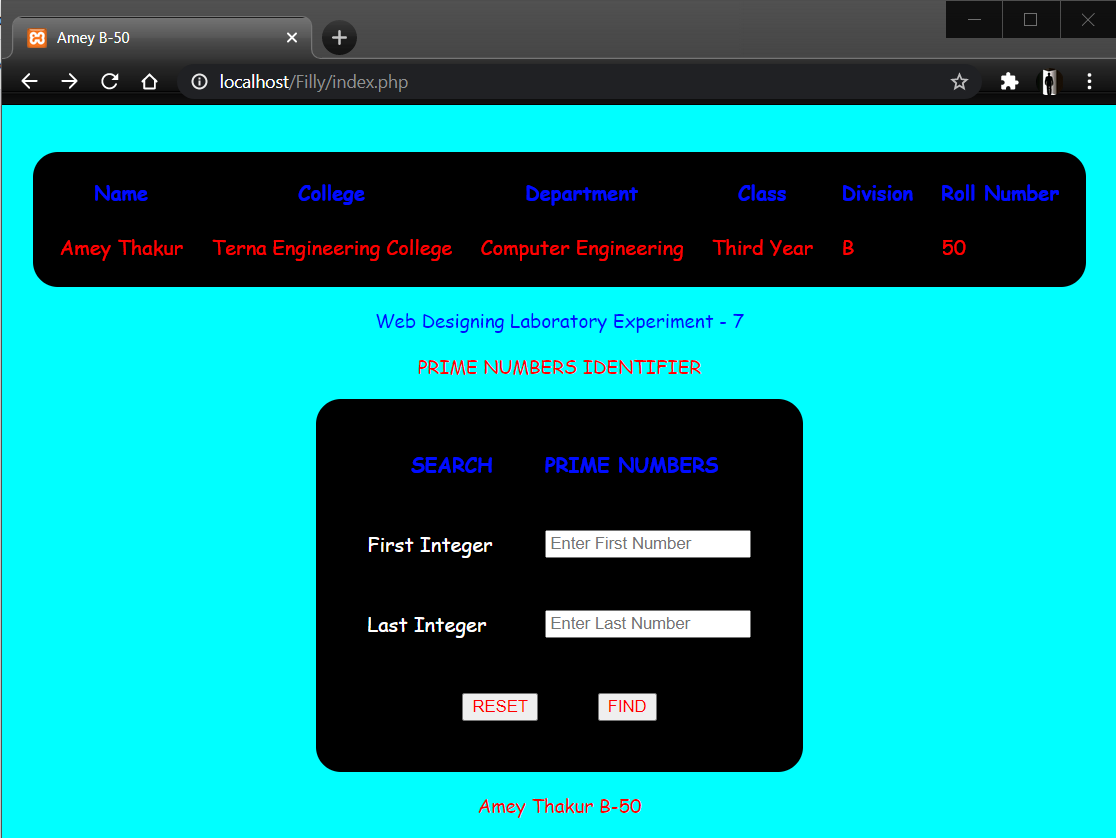 Amey B-50
localhost/Filly/index.php
Name College Department Class Division Roll Number
Amey Thakur Terna Engineering College Computer Engineering Third Year B 50
Web Designing Laboratory Experiment - 7
PRIME NUMBERS IDENTIFIER
SEARCH PRIME NUMBERS
First Integer Enter First Number
Last Integer Enter Last Number
RESET FIND
Amey Thakur B-50